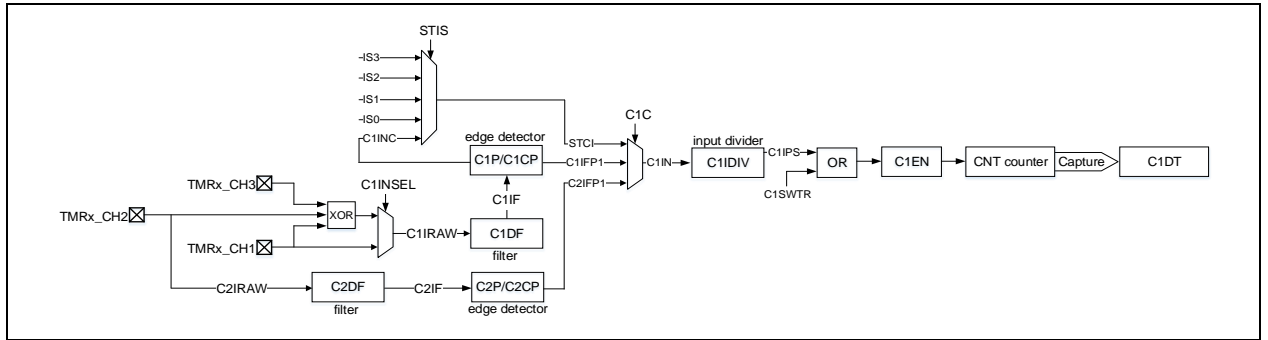 STIS
IS3
IS2
IS1
IS0
C1INC
edge detector
C1P/C1CP
STCI
C1IFP1
C2IFP1
C1C
C1IN
input divider
C1IDIV
C1IPS
C1SWTR
OR
C1EN
CNT counter
Capture
C1DT
TMRx_CH3
TMRx_CH2
TMRx_CH1
XOR
C1INSEL
C1IRAW
C1IF
C1DF
filter
C2IRAW
C2DF
filter
C2IF
C2P/C2CP
edge detector